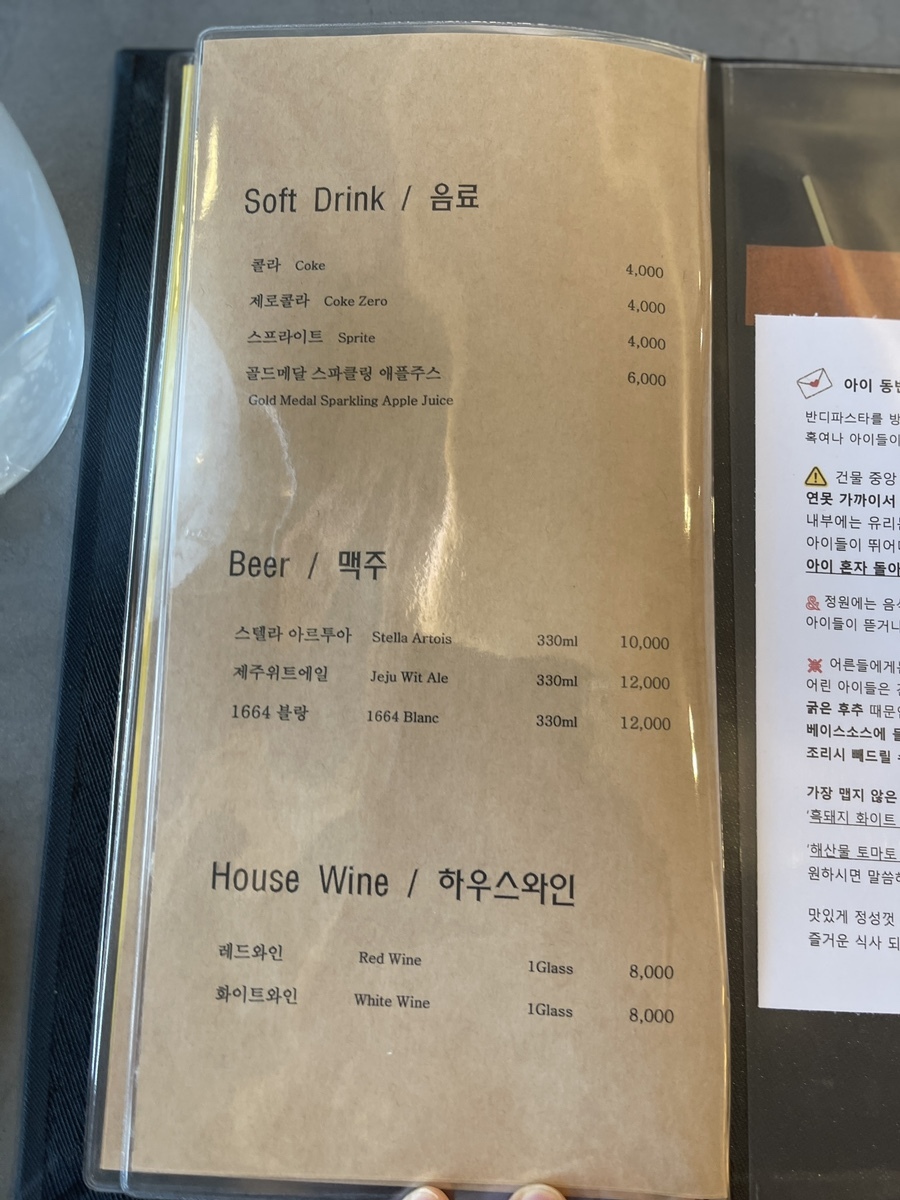 Soft Drink / 음료
콜라 Coke 4,000
제로콜라 Coke Zero 4,000
스프라이트 Sprite 4,000
골드메달 스파클링 애플주스 6,000
Gold Medal Sparkling Apple Juice
Beer / 맥주
스텔라 아르투아 Stella Artois 330ml 10,000
제주위트에일 Jeju Wit Ale 330ml 12,000
1664 블랑 1664 Blanc 330ml 12,000
House Wine / 하우스와인
레드와인 Red Wine 1Glass 8,000
화이트와인 White Wine 1Glass 8,000
아이 동반
반디파스타를 방
혹여나 아이들이
건물 중앙
연못 가까이서
내부에는 유리
아이들이 뛰어
아이 혼자 돌아
정원에는 음식
아이들이 뜯거나
어른들에게는
어린 아이들은
굵은 후추 때문
베이스소스에 들
조리시 빼드릴
가장 맵지 않은
'흑돼지 화이트
'해산물 토마토
원하시면 말씀
맛있게 정성껏
즐거운 식사 되